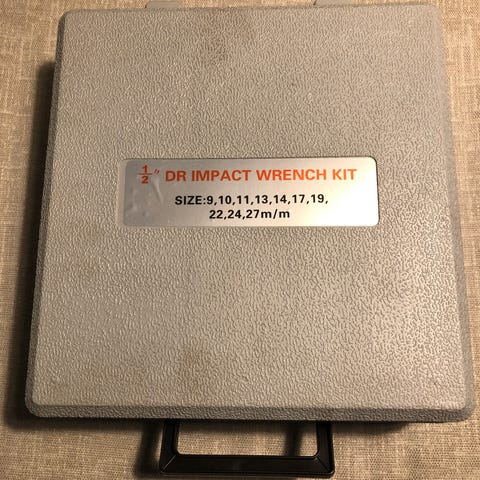 1/2" DR IMPACT WRENCH KIT
SIZE:9,10,11,13,14,17,19,
22,24,27m/m